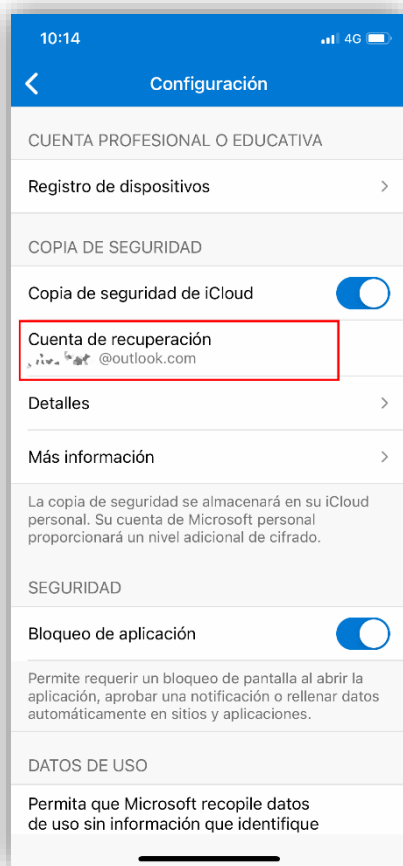 10:14
4G
Configuración
CUENTA PROFESIONAL O EDUCATIVA
Registro de dispositivos
COPIA DE SEGURIDAD
Copia de seguridad de iCloud
Cuenta de recuperación
@outlook.com
Detalles
Más información
La copia de seguridad se almacenará en su iCloud
personal. Su cuenta de Microsoft personal
proporcionará un nivel adicional de cifrado.
SEGURIDAD
Bloqueo de aplicación
Permite requerir un bloqueo de pantalla al abrir la
aplicación, aprobar una notificación o rellenar datos
automáticamente en sitios y aplicaciones.
DATOS DE USO
Permita que Microsoft recopile datos
de uso sin información que identifique